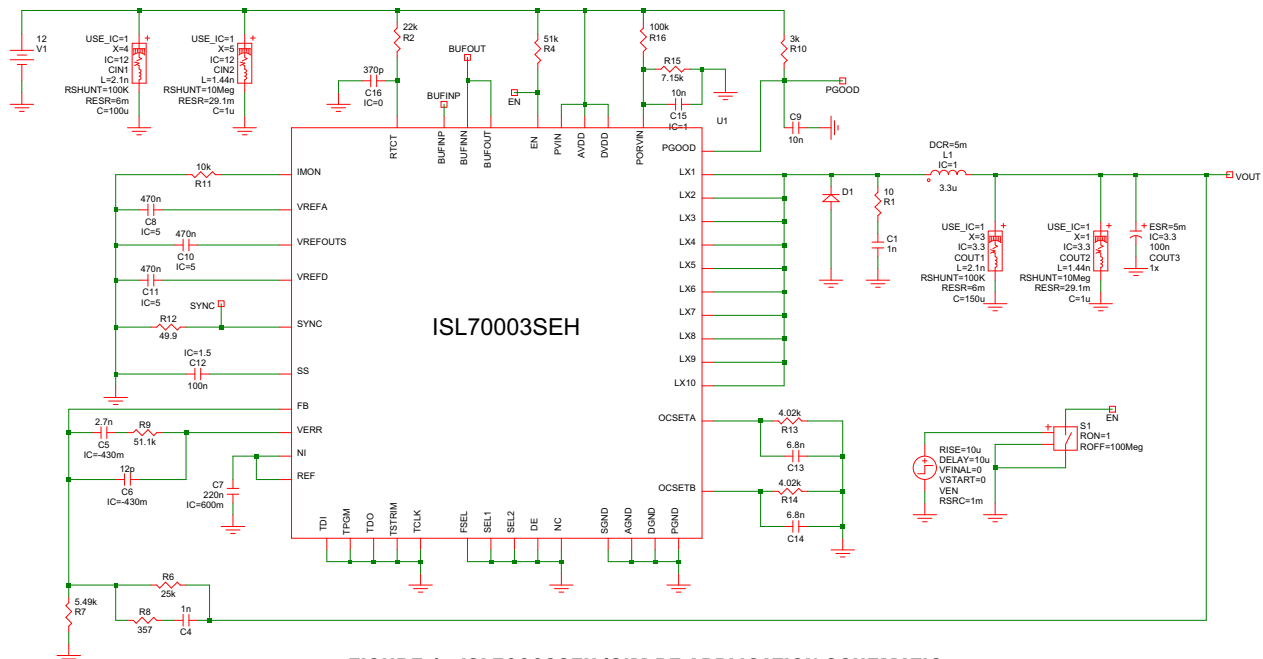 12
V1
USE_IC=1
X=4
IC=12
CIN1
L=2.1n
RSHUNT=100K
RESR=6m
C=100u
USE_IC=1
X=5
IC=12
CIN2
L=1.44n
RSHUNT=10Meg
RESR=29.1m
C=1u
22k
R2
370p
C16
IC=0
BUFOUT
BUFINP
51k
R4
EN
100k
R16
R15
7.15k
10n
C15
IC=1
U1
3k
R10
PGOOD
C9
10n
RTCT
BUFINP
BUFINN
BUFOUT
EN
PVIN
AVDD
DVDD
PORVIN
PGOOD
LX1
LX2
LX3
LX4
LX5
LX6
LX7
LX8
LX9
LX10
OCSETA
OCSETB
IMON
VREFA
VREFOUTS
VREFD
SYNC
SS
FB
VERR
NI
REF
ISL70003SEH
TDI
TPGM
TDO
TSTRIM
TCLK
FSEL
SEL1
SEL2
DE
NC
SGND
AGND
DGND
PGND
10k
R11
470n
C8
IC=5
470n
C10
IC=5
470n
C11
IC=5
SYNC
R12
49.9
IC=1.5
C12
100n
2.7n
C5
IC=-430m
R9
51.1k
12p
C6
IC=-430m
C7
220n
IC=600m
D1
10
R1
C1
1n
DCR=5m
L1
IC=1
3.3u
VOUT
USE_IC=1
X=3
IC=3.3
COUT1
L=2.1n
RSHUNT=100K
RESR=6m
C=150u
USE_IC=1
X=1
IC=3.3
COUT2
L=1.44n
RSHUNT=10Meg
RESR=29.1m
C=1u
ESR=5m
IC=3.3
100n
COUT3
1x
4.02k
R13
6.8n
C13
4.02k
R14
6.8n
C14
RISE=10u
DELAY=10u
VFINAL=0
VSTART=0
VEN
RSRC=1m
EN
S1
RON=1
ROFF=100Meg
5.49k
R7
R6
25k
R8
357
1n
C4